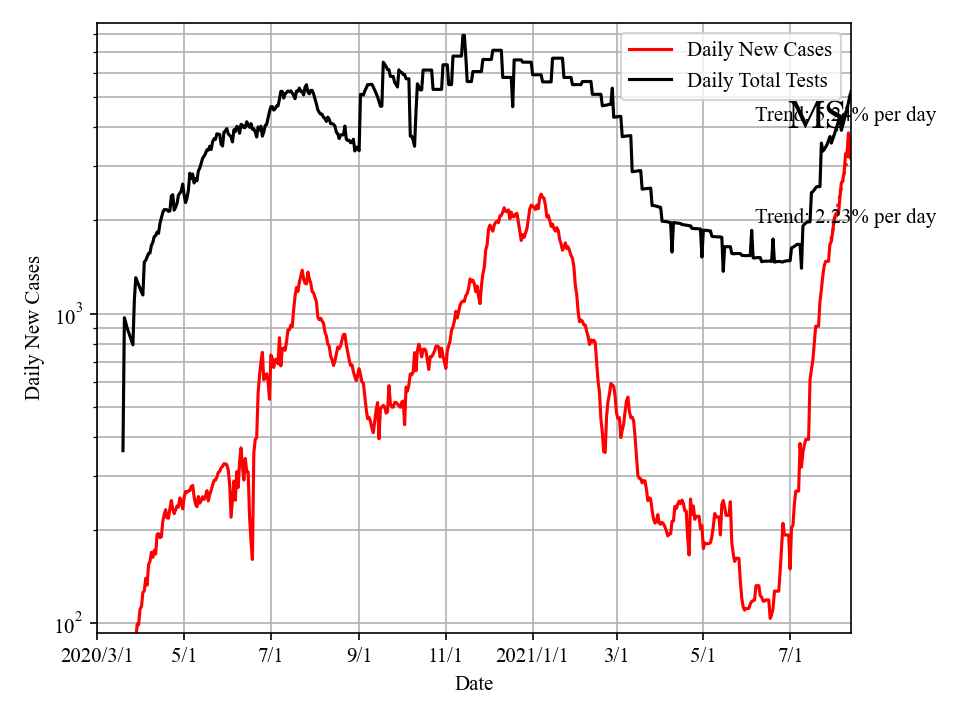 Daily New Cases
Daily Total Tests
MS
Trend: 5.24% per day
Trend: 2.23% per day
10³
10²
Daily New Cases
2020/3/1 5/1 7/1 9/1 11/1 2021/1/1 3/1 5/1 7/1
Date